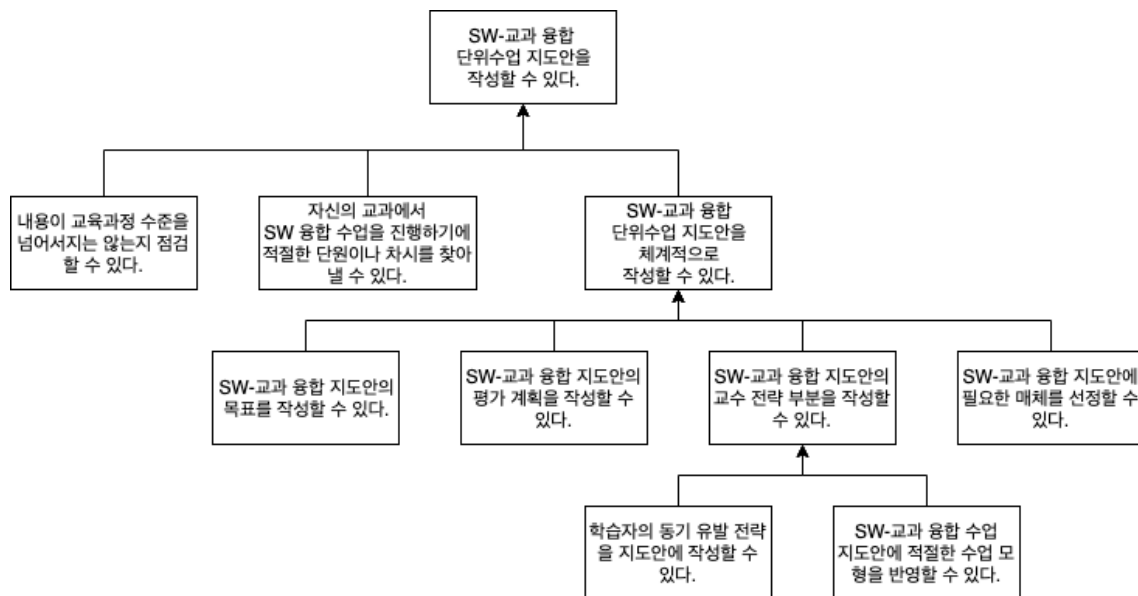 SW-교과 융합
단위수업 지도안을
작성할 수 있다.
내용이 교육과정 수준을
넘어서지는 않는지 점검
할 수 있다.
자신의 교과에서
SW 융합 수업을 진행하기에
적절한 단원이나 차시를 찾아
낼 수 있다.
SW-교과 융합
단위수업 지도안을
체계적으로
작성할 수 있다.
SW-교과 융합 지도안의
목표를 작성할 수 있다.
SW-교과 융합 지도안의
평가 계획을 작성할 수
있다.
SW-교과 융합 지도안의
교수 전략 부분을 작성할
수 있다.
SW-교과 융합 지도안에
필요한 매체를 선정할 수
있다.
학습자의 동기 유발 전략
을 지도안에 작성할 수
있다.
SW-교과 융합 수업
지도안에 적절한 수업 모
형을 반영할 수 있다.